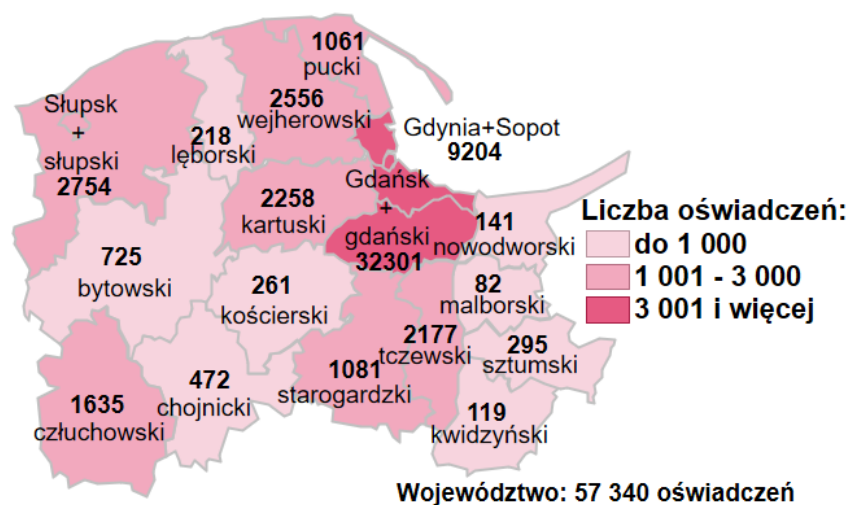 1061
pucki
2556
wejherowski
Słupsk
+
słupski
2754
218
lęborski
Gdynia+Sopot
9204
2258
kartuski
Gdańsk
+
gdański
32301
141
nowodworski
725
bytowski
261
kościerski
82
malborski
2177
tczewski
295
sztumski
1081
starogardzki
472
chojnicki
1635
człuchowski
119
kwidzyński
Liczba oświadczeń:
do 1 000
1 001 - 3 000
3 001 i więcej
Województwo: 57 340 oświadczeń